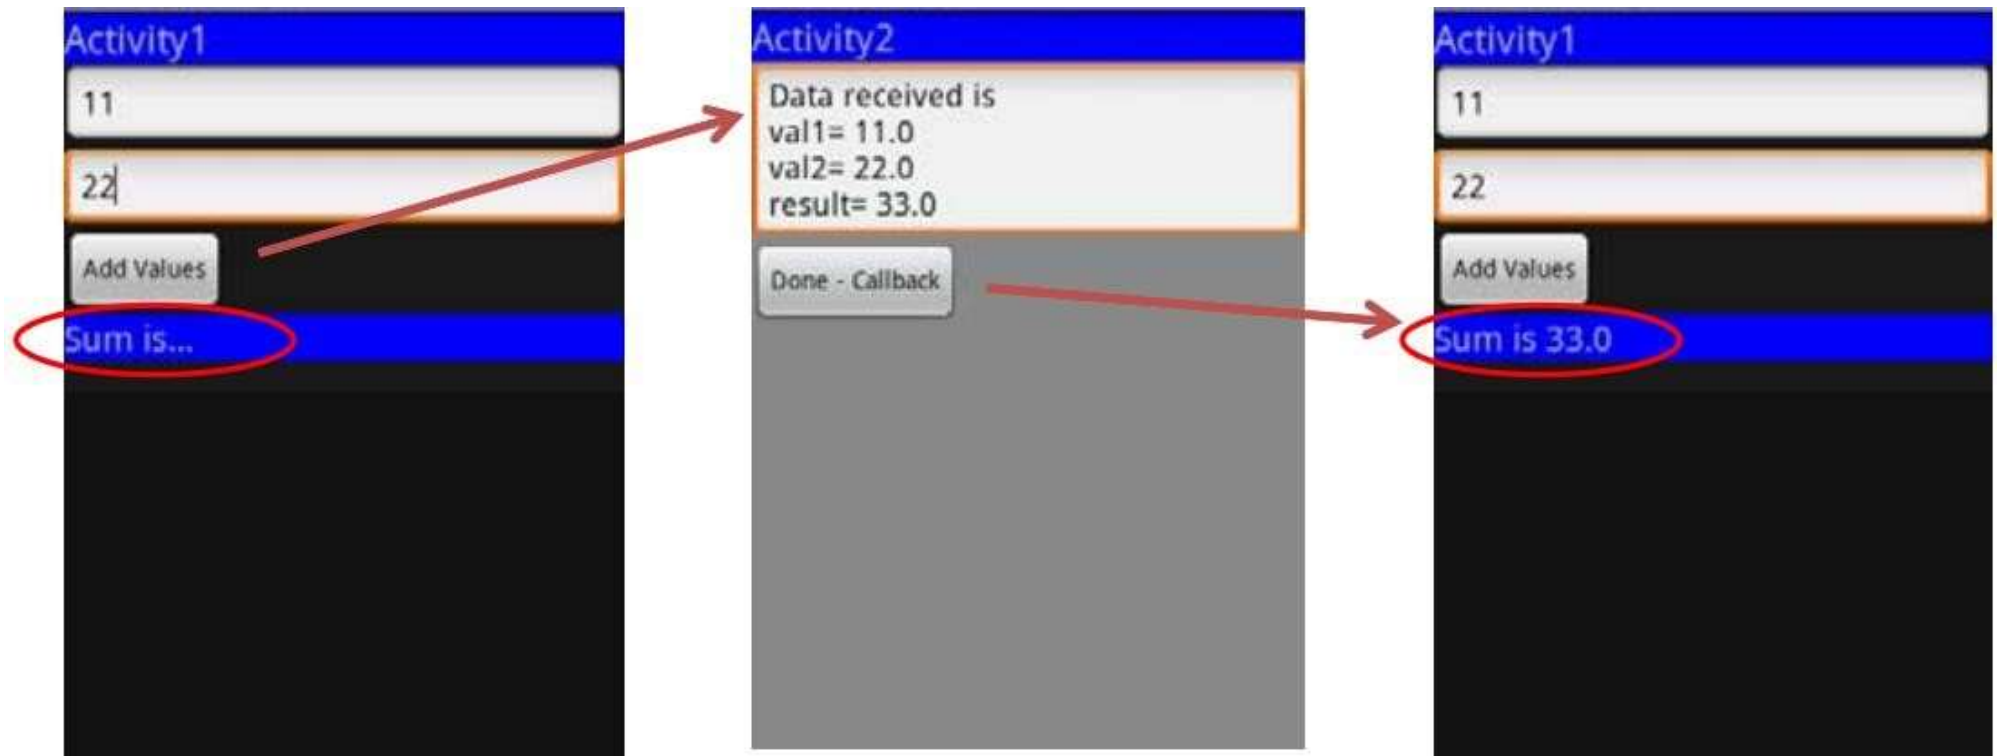 Activity1
11
22
Add Values
Sum is...
Activity2
Data received is
val1= 11.0
val2= 22.0
result= 33.0
Done - Callback
Activity1
11
22
Add Values
Sum is 33.0